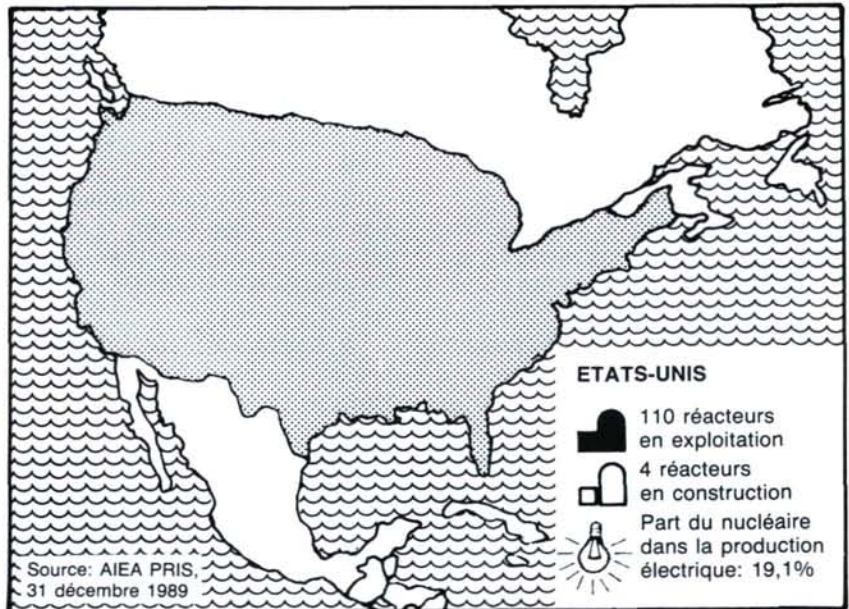 ETATS-UNIS
110 réacteurs
en exploitation
4 réacteurs
en construction
Part du nucléaire
dans la production
électrique: 19,1%
Source: AIEA PRIS,
31 décembre 1989